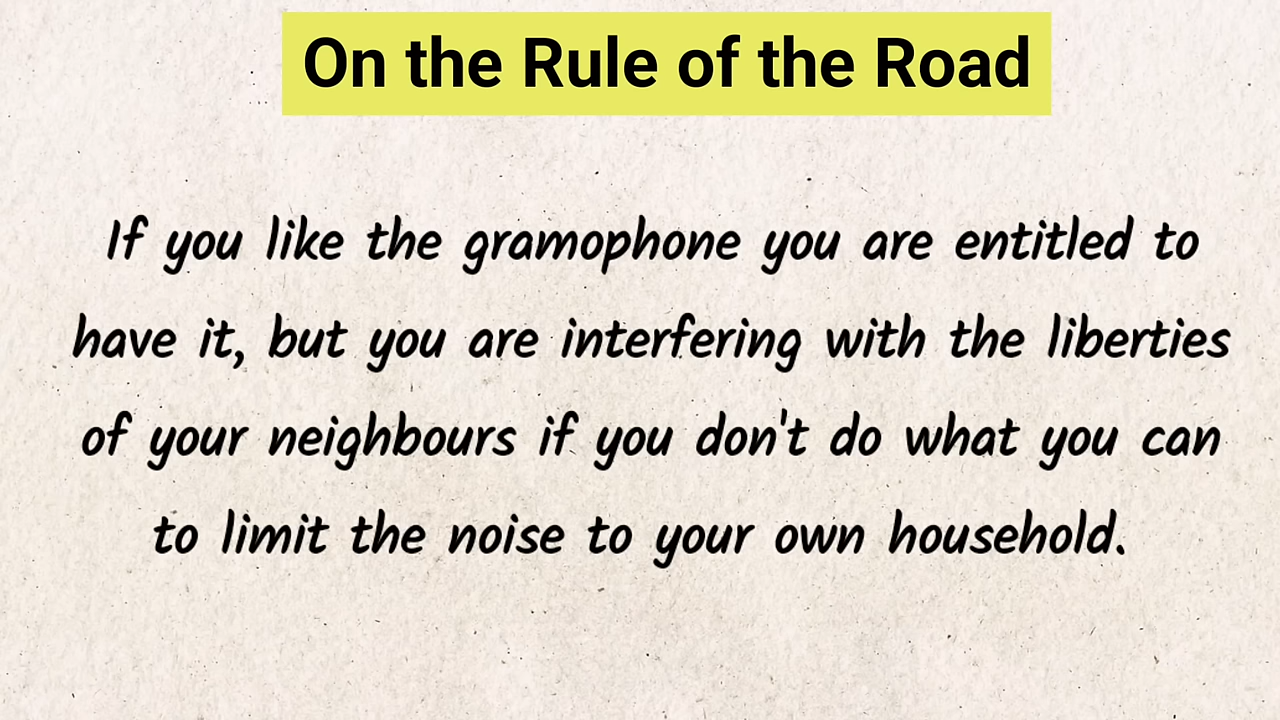 On the Rule of the Road
If you like the gramophone you are entitled to
have it, but you are interfering with the liberties
of your neighbours if you don't do what you can
to limit the noise to your own household.